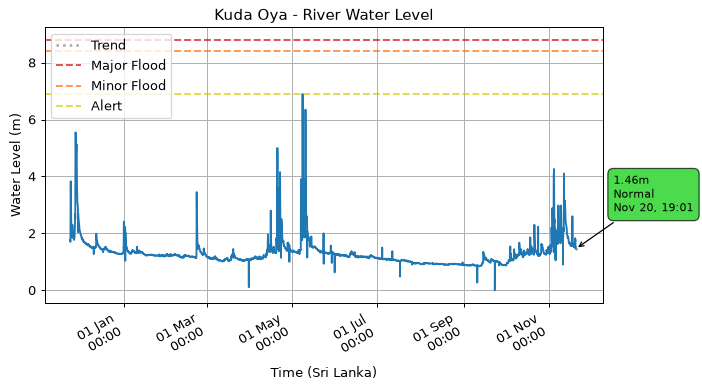 Kuda Oya - River Water Level
Trend
Major Flood
Minor Flood
Alert
Water Level (m)
8
6
4
2
0
1.46m
Normal
Nov 20, 19:01
01 Jan
00:00
01 Mar
00:00
01 May
00:00
01 Jul
00:00
01 Sep
00:00
01 Nov
00:00
Time (Sri Lanka)